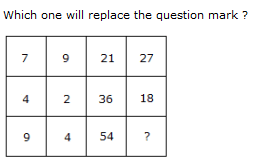 Which one will replace the question mark ?
7 9 21 27
4 2 36 18
9 4 54 ?